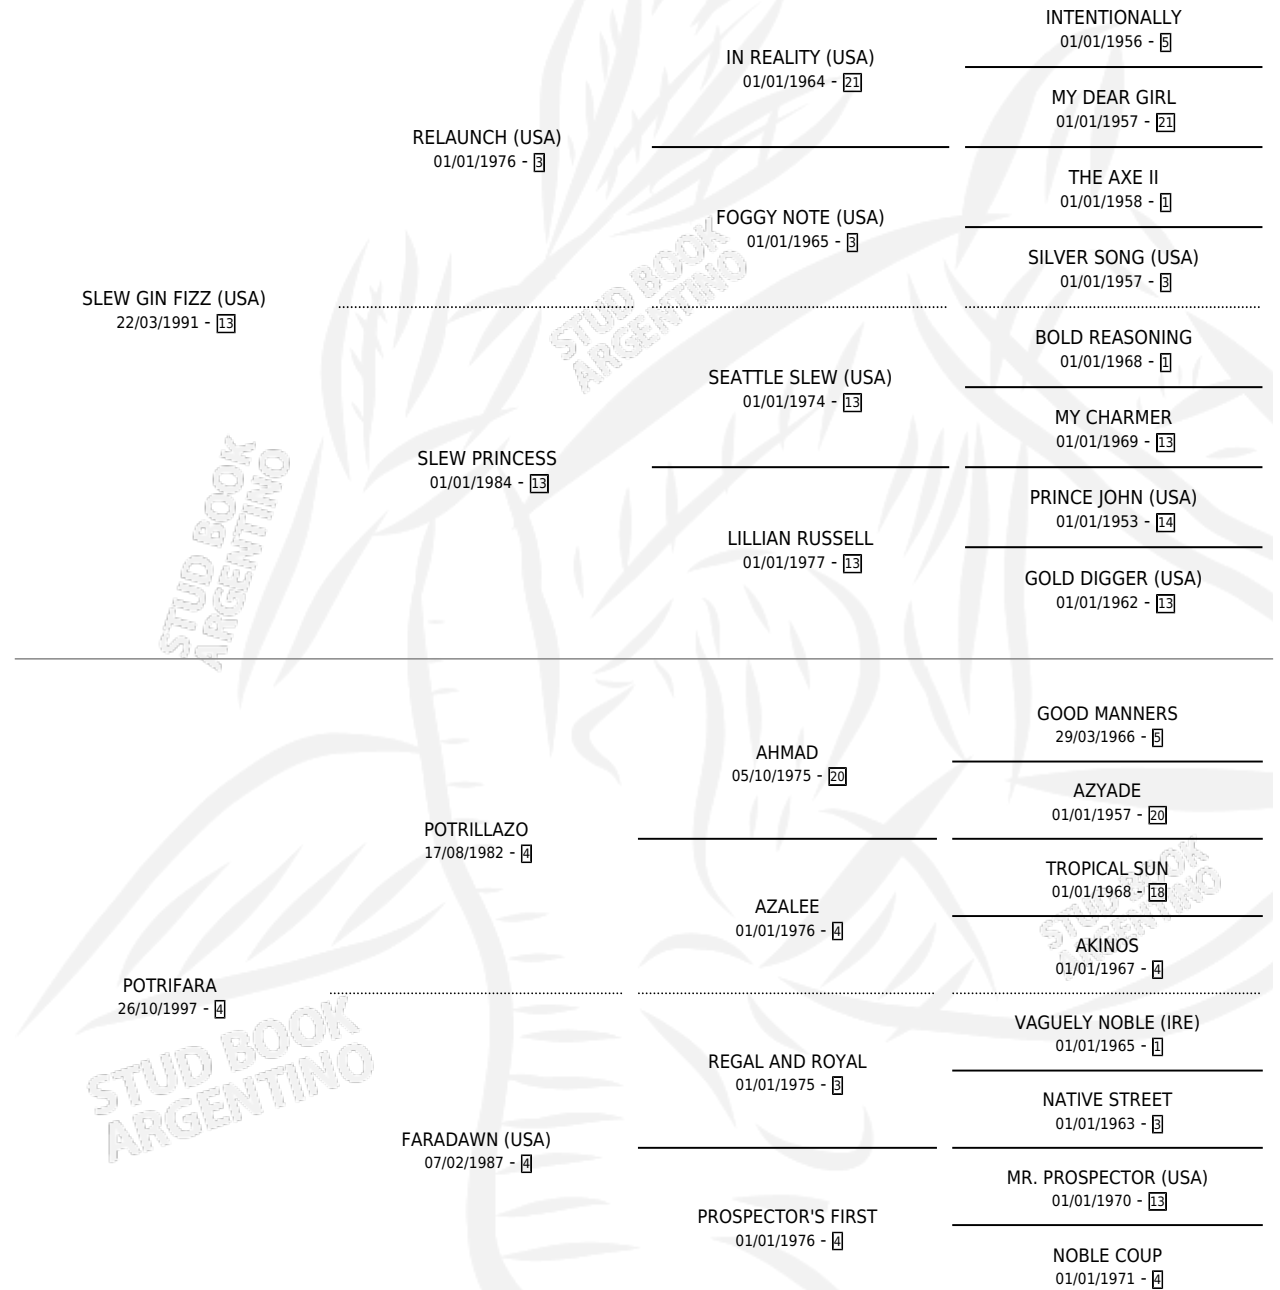 INTENTIONALLY
01/01/1956 - 5
IN REALITY (USA)
01/01/1964 - 21
MY DEAR GIRL
01/01/1957 - 21
RELAUNCH (USA)
01/01/1976 - 3
THE AXE II
01/01/1958 - 1
FOGGY NOTE (USA)
01/01/1965 - 3
SILVER SONG (USA)
01/01/1957 - 3
SLEW GIN FIZZ (USA)
22/03/1991 - 13
BOLD REASONING
01/01/1968 - 1
SEATTLE SLEW (USA)
01/01/1974 - 13
MY CHARMER
01/01/1969 - 13
SLEW PRINCESS
01/01/1984 - 13
PRINCE JOHN (USA)
01/01/1953 - 14
LILLIAN RUSSELL
01/01/1977 - 13
GOLD DIGGER (USA)
01/01/1962 - 13
GOOD MANNERS
29/03/1966 - 5
AHMAD
05/10/1975 - 20
AZYADE
01/01/1957 - 20
POTRILLAZO
17/08/1982 - 4
TROPICAL SUN
01/01/1968 - 18
AZALEE
01/01/1976 - 4
AKINOS
01/01/1967 - 4
POTRIFARA
26/10/1997 - 4
VAGUELY NOBLE (IRE)
01/01/1965 - 1
REGAL AND ROYAL
01/01/1975 - 3
NATIVE STREET
01/01/1963 - 3
FARADAWN (USA)
07/02/1987 - 4
MR. PROSPECTOR (USA)
01/01/1970 - 13
PROSPECTOR'S FIRST
01/01/1976 - 4
NOBLE COUP
01/01/1971 - 4
STUD BOOK
ARGENTINO
STUD BOOK
ARGENTINO
STUD BOOK
ARGENTINO
STUD BOOK
ARGENTINO